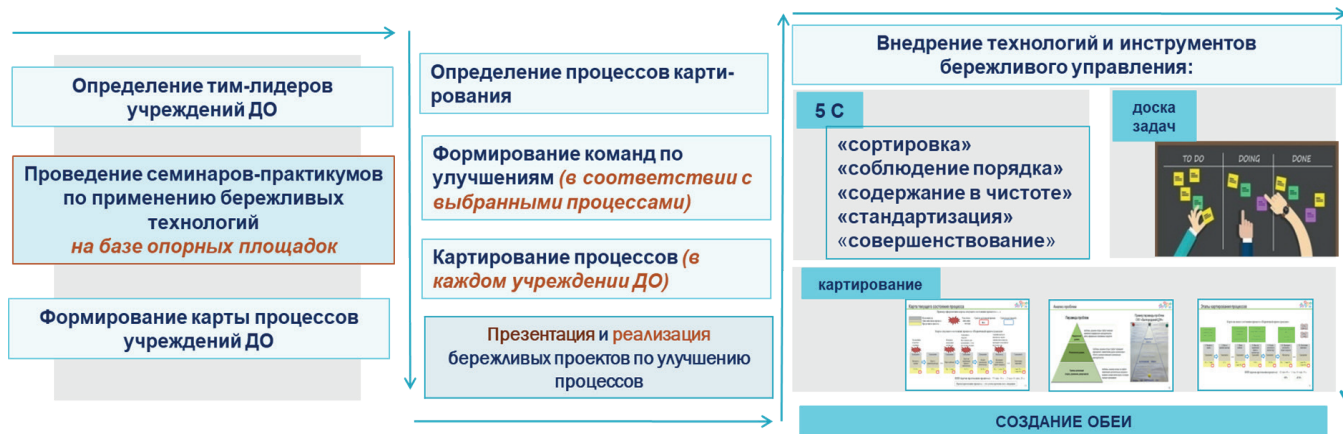 Определение тим-лидеров
учреждений ДО
Проведение семинаров-практикумов
по применению бережливых
технологий
на базе опорных площадок
Формирование карты процессов
учреждений ДО
Определение процессов карти-
рования
Формирование команд по
улучшениям (в соответствии с
выбранными процессами)
Картирование процессов (в
каждом учреждении ДО)
Презентация и реализация
бережливых проектов по улучшению
процессов
Внедрение технологий и инструментов
бережливого управления:
5 С
«сортировка»
«соблюдение порядка»
«содержание в чистоте»
«стандартизация»
«совершенствование»
доска
задач
TO DO DOING DONE
картирование
СОЗДАНИЕ ОБЕИ